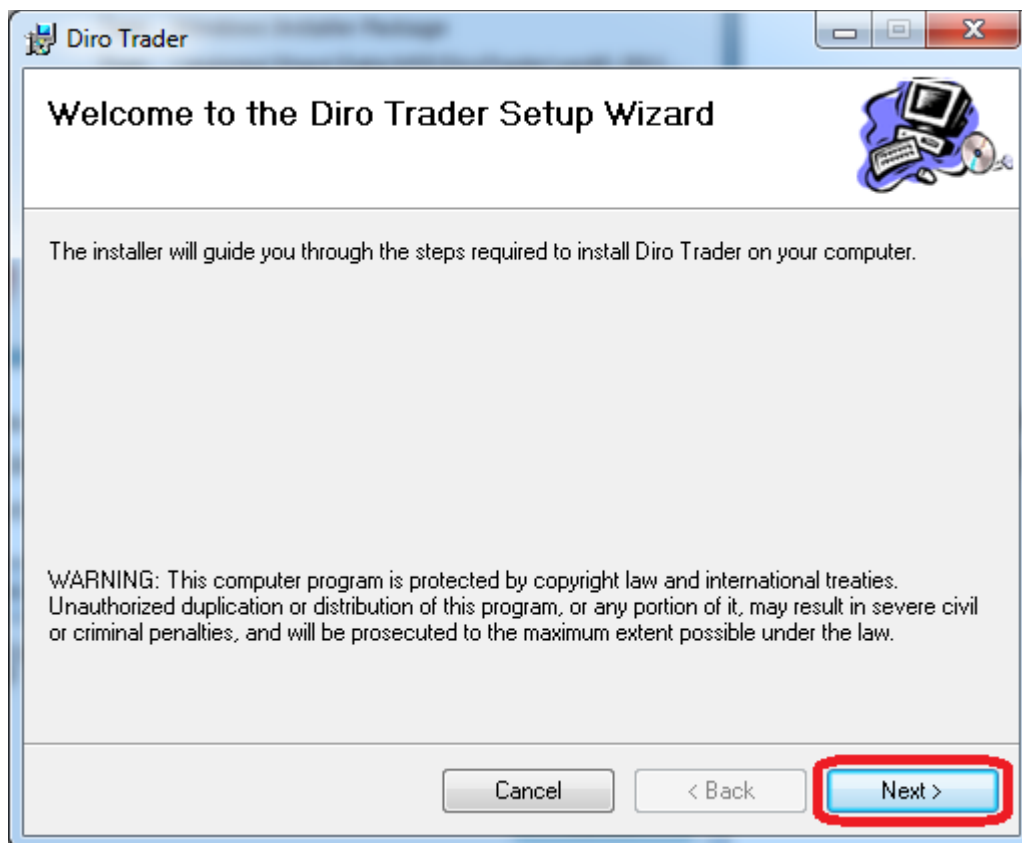 Diro Trader
Welcome to the Diro Trader Setup Wizard
The installer will guide you through the steps required to install Diro Trader on your computer.
WARNING: This computer program is protected by copyright law and international treaties.
Unauthorized duplication or distribution of this program, or any portion of it, may result in severe civil
or criminal penalties, and will be prosecuted to the maximum extent possible under the law.
Cancel
< Back
Next >